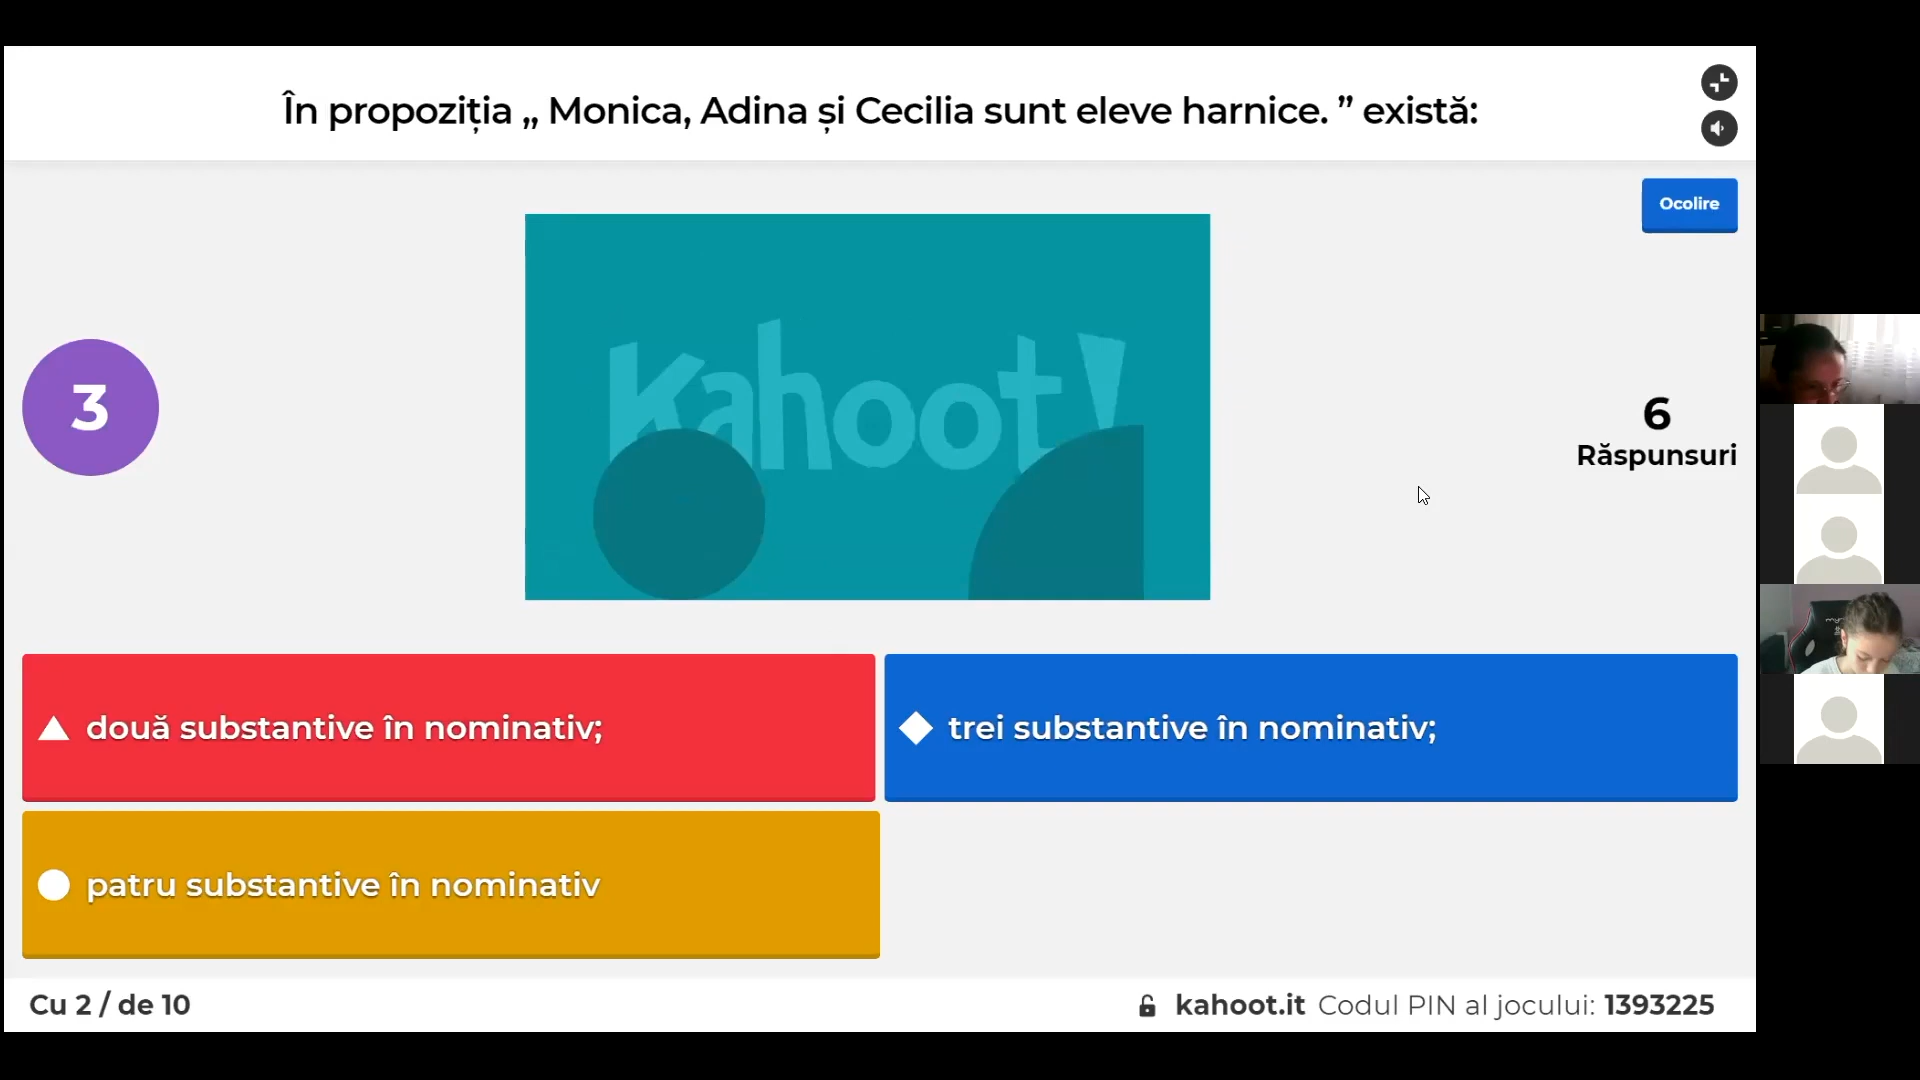 În propoziția „ Monica, Adina și Cecilia sunt eleve harnice. ” există:
Ocolire
Kahoot!
3
6
Răspunsuri
două substantive în nominativ;
trei substantive în nominativ;
patru substantive în nominativ
Cu 2 / de 10
kahoot.it Codul PIN al jocului: 1393225